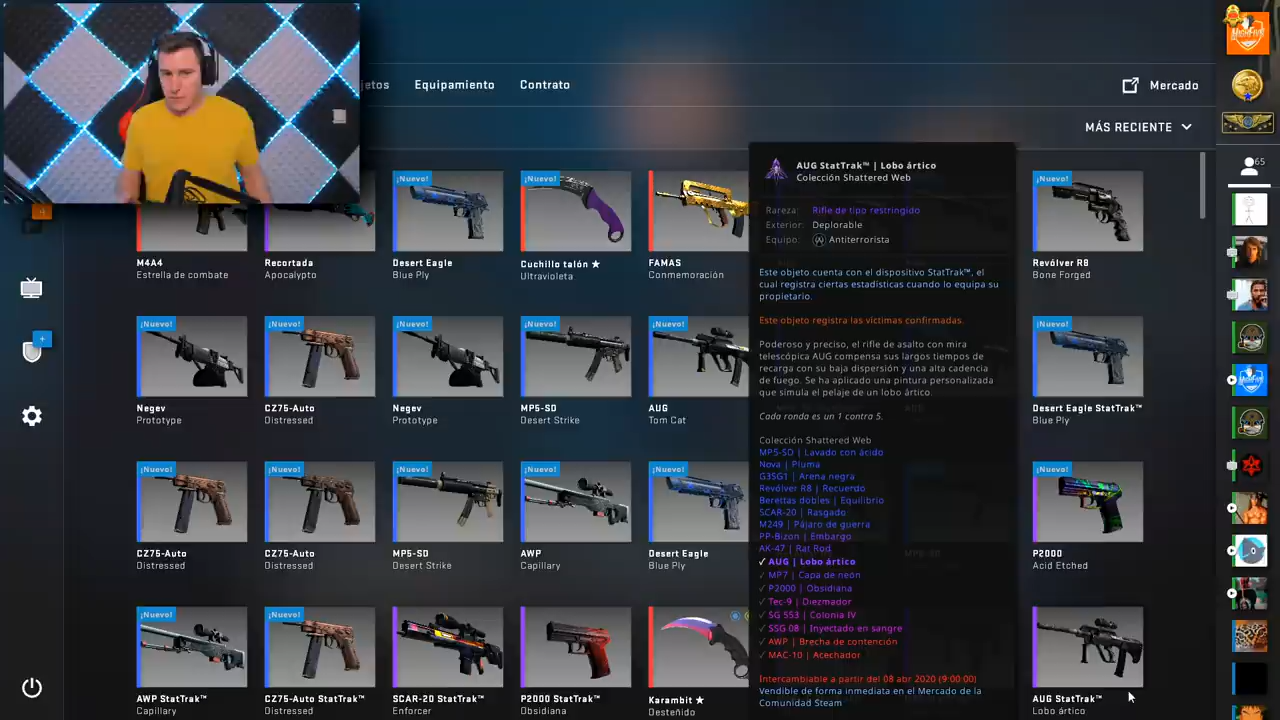 jetos
Equipamiento
Contrato
Mercado
MÁS RECIENTE
65
M4A4
Estrella de combate
Recortada
Apocalypto
¡Nuevo!
Desert Eagle
Blue Ply
¡Nuevo!
Cuchillo talón ★
Ultravioleta
FAMAS
Conmemoración
¡Nuevo!
Revólver R8
Bone Forged
¡Nuevo!
Negev
Prototype
¡Nuevo!
CZ75-Auto
Distressed
¡Nuevo!
Negev
Prototype
¡Nuevo!
MP5-SD
Desert Strike
¡Nuevo!
AUG
Tom Cat
¡Nuevo!
Desert Eagle StatTrak™
Blue Ply
¡Nuevo!
CZ75-Auto
Distressed
¡Nuevo!
CZ75-Auto
Distressed
¡Nuevo!
MP5-SD
Desert Strike
¡Nuevo!
AWP
Capillary
¡Nuevo!
Desert Eagle
Blue Ply
¡Nuevo!
P2000
Acid Etched
¡Nuevo!
AWP StatTrak™
Capillary
¡Nuevo!
CZ75-Auto StatTrak™
Distressed
SCAR-20 StatTrak™
Enforcer
P2000 StatTrak™
Obsidiana
Karambit ★
Desteñido
AUG StatTrak™
Lobo ártico
AUG StatTrak™ | Lobo ártico
Colección Shattered Web
Rareza: Rifle de tipo restringido
Exterior: Deplorable
Equipo: Antiterrorista
Este objeto cuenta con el dispositivo StatTrak™, el
cual registra ciertas estadísticas cuando lo equipa su
propietario.
Este objeto registra las víctimas confirmadas.
Poderoso y preciso, el rifle de asalto con mira
telescópica AUG compensa sus largos tiempos de
recarga con su baja dispersión y una alta cadencia
de fuego. Se ha aplicado una pintura personalizada
que simula el pelaje de un lobo ártico.
Cada ronda es un 1 contra 5.
Colección Shattered Web
MP5-SD | Lavado con ácido
Nova | Pluma
G3SG1 | Arena negra
Revólver R8 | Recuerdo
Berettas dobles | Equilibrio
SCAR-20 | Rasgado
M249 | Pájaro de guerra
PP-Bizon | Embargo
AK-47 | Rat Rod
✓ AUG | Lobo ártico
✓ MP7 | Capa de neón
✓ P2000 | Obsidiana
✓ Tec-9 | Diezmador
✓ SG 553 | Colonia IV
✓ SSG 08 | Inyectado en sangre
✓ AWP | Brecha de contención
✓ MAC-10 | Acechador
Intercambiable a partir del 08 abr 2020 (9:00:00)
Vendible de forma inmediata en el Mercado de la
Comunidad Steam